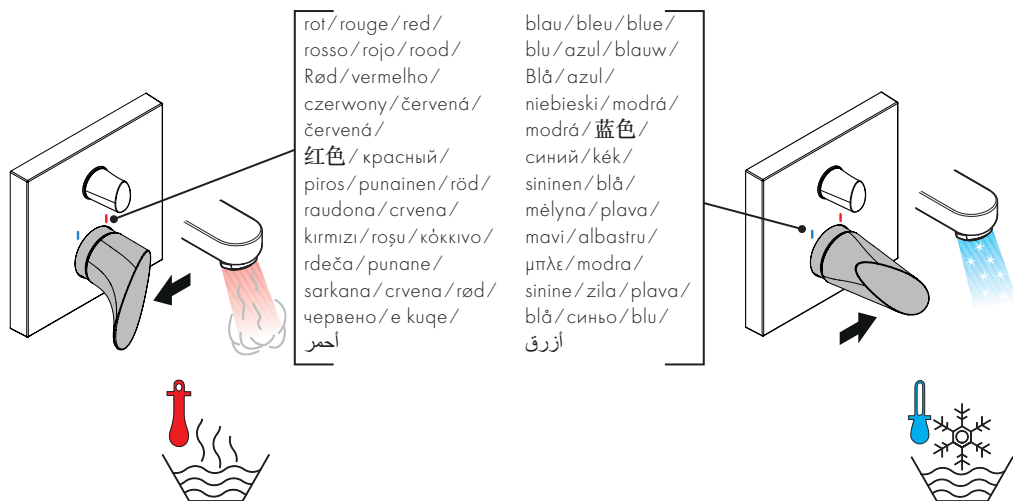 rot/rouge/red/
rosso/rojo/rood/
Rød/vermelho/
czerwony/červená/
červená/
红色/красный/
piros/punainen/röd/
raudona/crvena/
kırmızı/roşu/κόκκινο/
rdeča/punane/
sarkana/crvena/rød/
червено/e kuqe/
أحمر
blau/bleu/blue/
blu/azul/blauw/
Blå/azul/
niebieski/modrá/
modrá/蓝色/
синий/kék/
sininen/blå/
mėlyna/plava/
mavi/albastru/
μπλε/modra/
sinine/zila/plava/
blå/синьо/blu/
أزرق